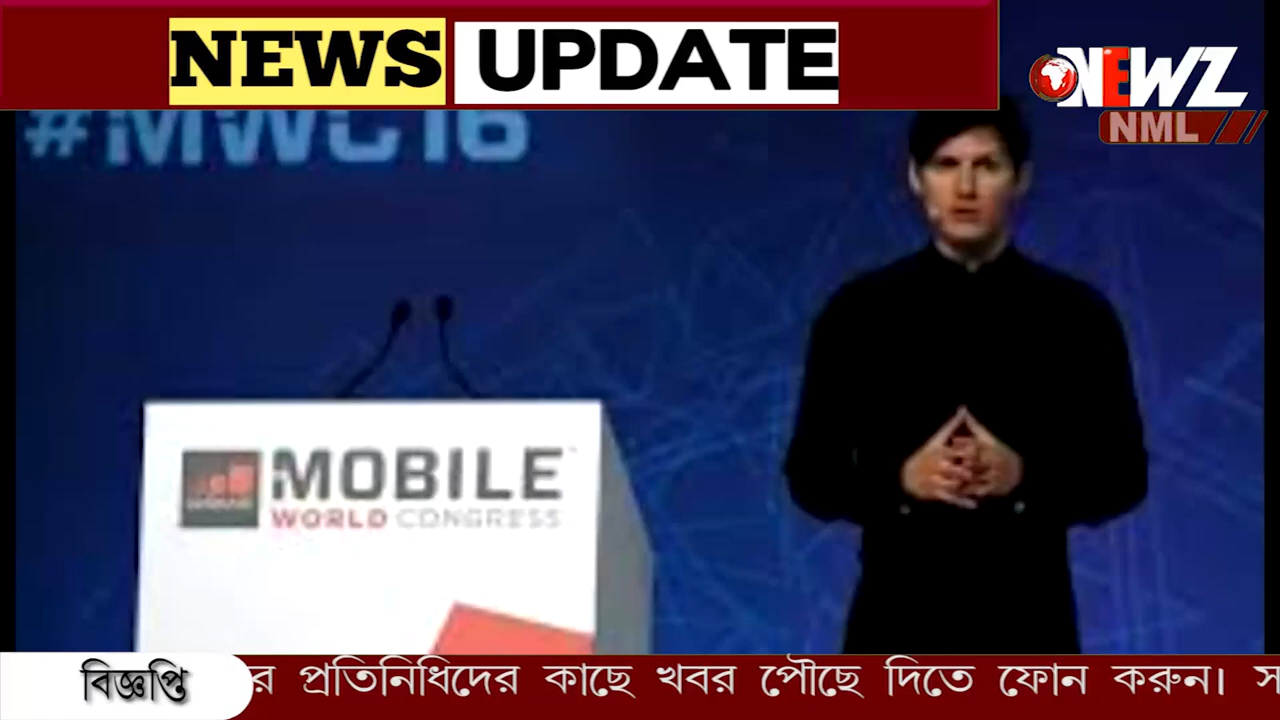 NEWS UPDATE
NEWZ
NML
#MWC16
MOBILE
WORLD CONGRESS
বিজ্ঞপ্তি
র প্রতিনিধিদের কাছে খবর পৌছে দিতে ফোন করুন। স